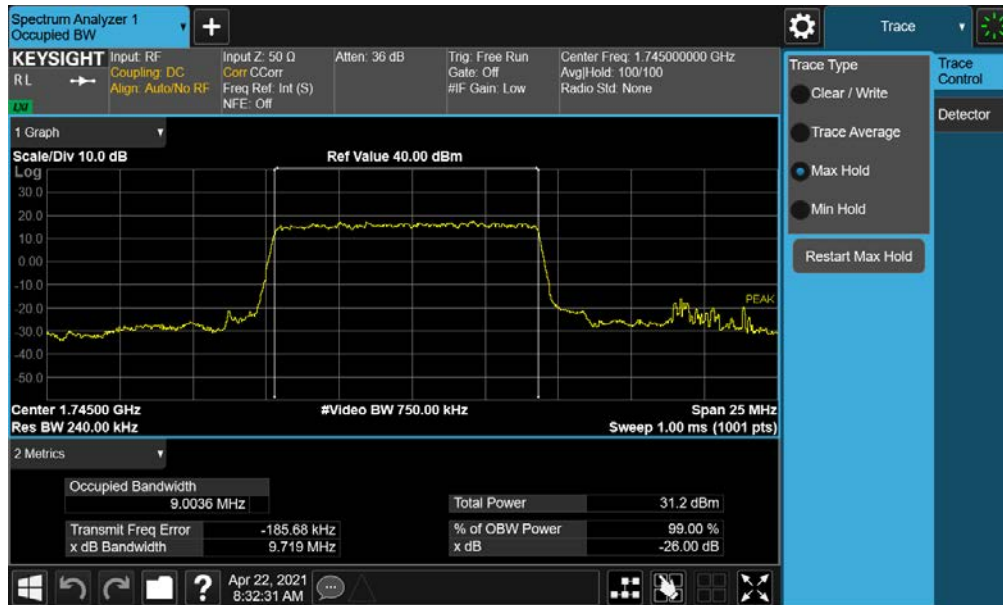 Spectrum Analyzer 1
Occupied BW
+
Trace
KEYSIGHT
RL
LXI
Input: RF
Coupling: DC
Align: Auto/No RF
Input Z: 50 Ω
Corr CCorr
Freq Ref: Int (S)
NFE: Off
Atten: 36 dB
Trig: Free Run
Gate: Off
#IF Gain: Low
Center Freq: 1.745000000 GHz
Avg|Hold: 100/100
Radio Std: None
Trace Type
Clear / Write
Trace Average
Max Hold
Min Hold
Restart Max Hold
Trace
Control
Detector
1 Graph
Scale/Div 10.0 dB
Ref Value 40.00 dBm
Log
30.0
20.0
10.0
0.00
-10.0
-20.0
-30.0
-40.0
-50.0
PEAK
Center 1.74500 GHz
#Video BW 750.00 kHz
Span 25 MHz
Res BW 240.00 kHz
Sweep 1.00 ms (1001 pts)
2 Metrics
Occupied Bandwidth
9.0036 MHz
Total Power 31.2 dBm
Transmit Freq Error -185.68 kHz
% of OBW Power 99.00 %
x dB Bandwidth 9.719 MHz
x dB -26.00 dB
?
Apr 22, 2021
8:32:31 AM